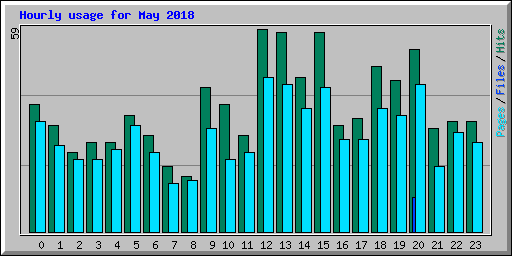 Hourly usage for May 2018
59
Pages / Files / Hits
0 1 2 3 4 5 6 7 8 9 10 11 12 13 14 15 16 17 18 19 20 21 22 23